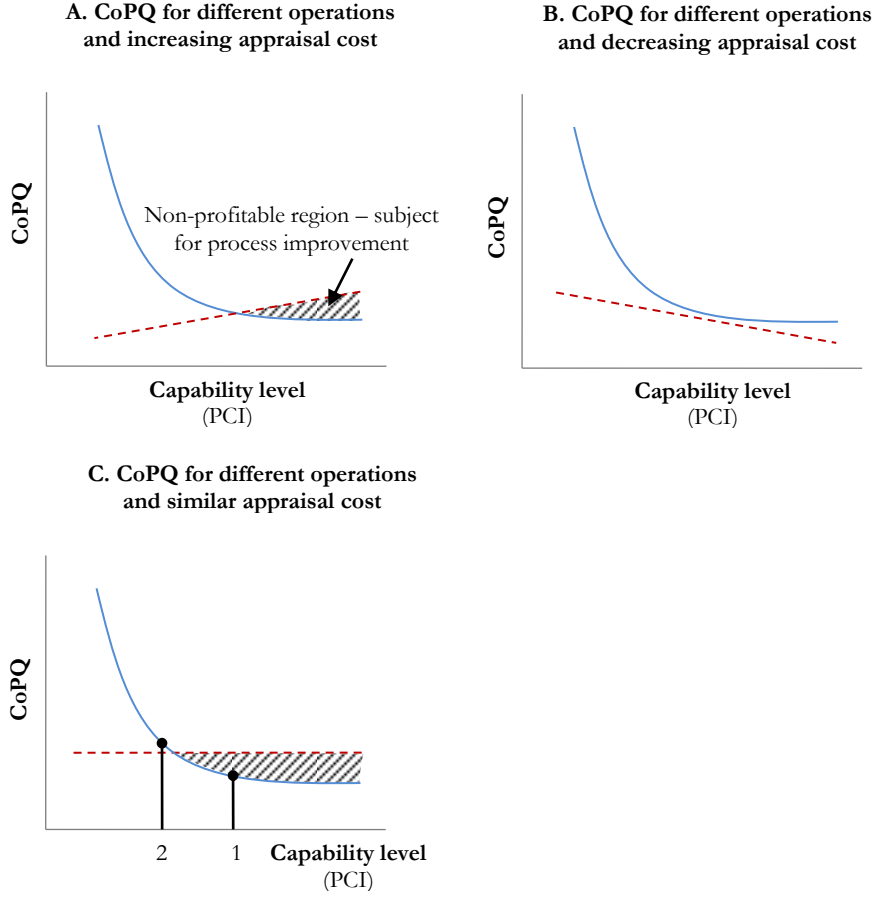 A. CoPQ for different operations
and increasing appraisal cost
CoPQ
Non-profitable region – subject
for process improvement
Capability level
(PCI)
B. CoPQ for different operations
and decreasing appraisal cost
CoPQ
Capability level
(PCI)
C. CoPQ for different operations
and similar appraisal cost
CoPQ
2
1
Capability level
(PCI)